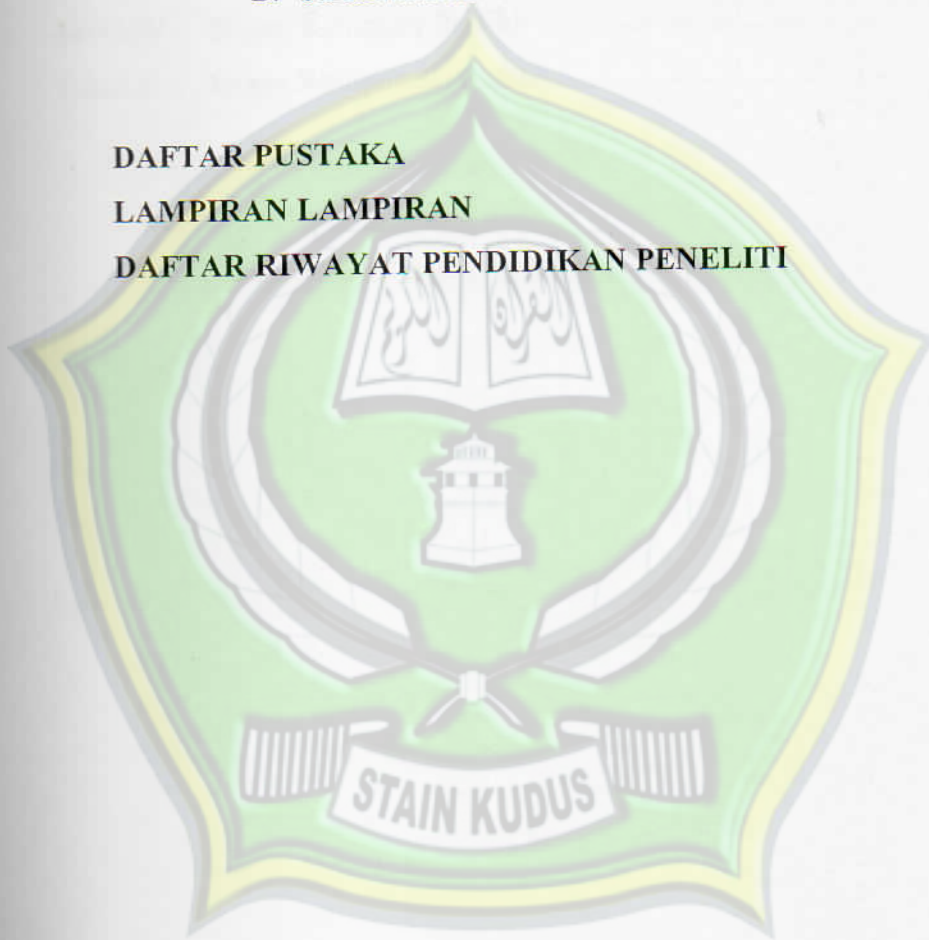 DAFTAR PUSTAKA
LAMPIRAN LAMPIRAN
DAFTAR RIWAYAT PENDIDIKAN PENELITI
STAIN KUDUS